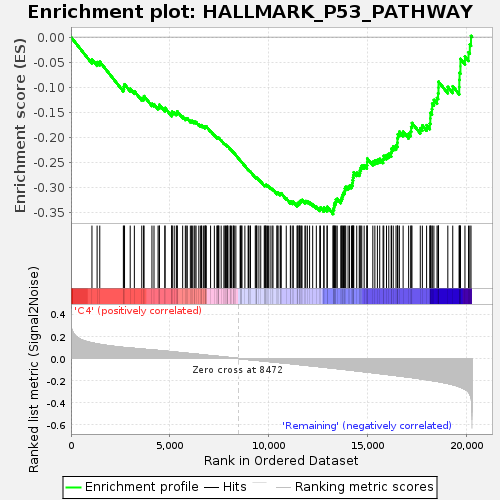 Enrichment plot: HALLMARK_P53_PATHWAY
Enrichment score (ES)
0.00
-0.05
-0.10
-0.15
-0.20
-0.25
-0.30
-0.35
'C4' (positively correlated)
Ranked list metric (Signal2Noise)
0.4
0.2
0.0
-0.2
-0.4
-0.6
Zero cross at 8472
'Remaining' (negatively correlated)
0
5,000
10,000
15,000
20,000
Rank in Ordered Dataset
Enrichment profile
Hits
Ranking metric scores